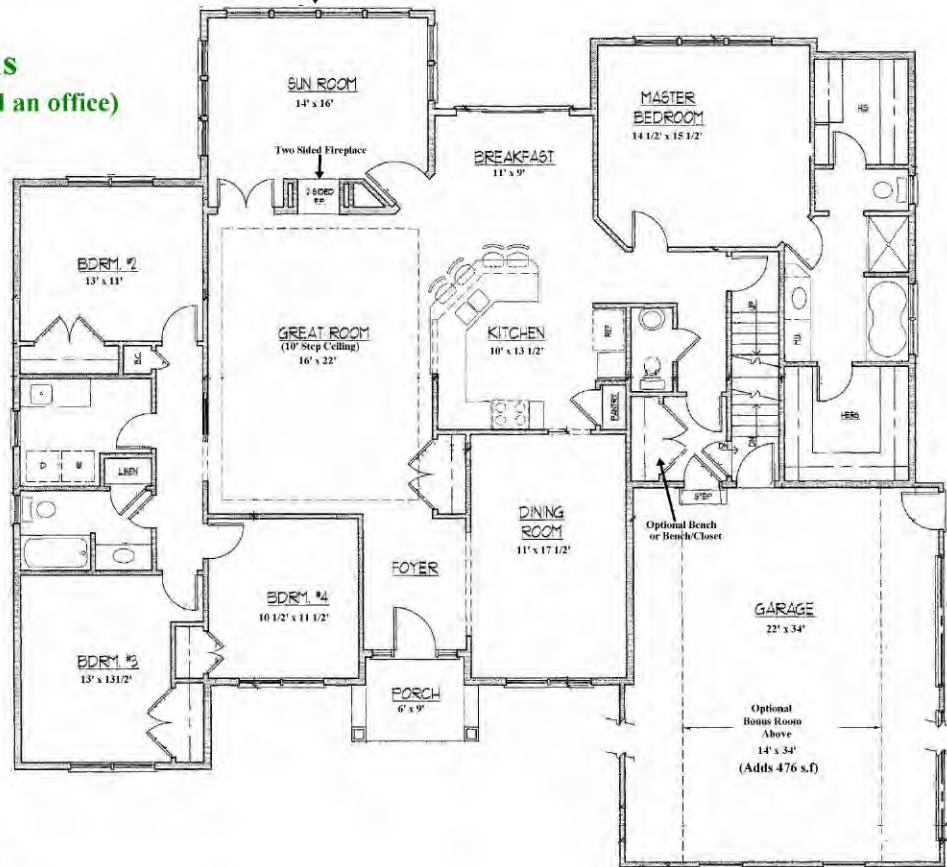 s
d an office)
SUN ROOM
14' x 16'
Two Sided Fireplace
2-SIDED
F.P.
MASTER
BEDROOM
14 1/2' x 15 1/2'
HIS
BREAKFAST
11' x 9'
BDRM. #2
13' x 11'
GREAT ROOM
(10' Step Ceiling)
16' x 22'
KITCHEN
10' x 13 1/2'
REF.
UP
HIS
B.C.
PANTRY
HERS
D
W
LINEN
DN
DN
STEP
Optional Bench
or Bench/Closet
DINING
ROOM
11' x 17 1/2'
FOYER
BDRM. #4
10 1/2' x 11 1/2'
GARAGE
22' x 34'
BDRM. #3
13' x 131/2'
PORCH
6' x 9'
Optional
Bonus Room
Above
14' x 34'
(Adds 476 s.f)